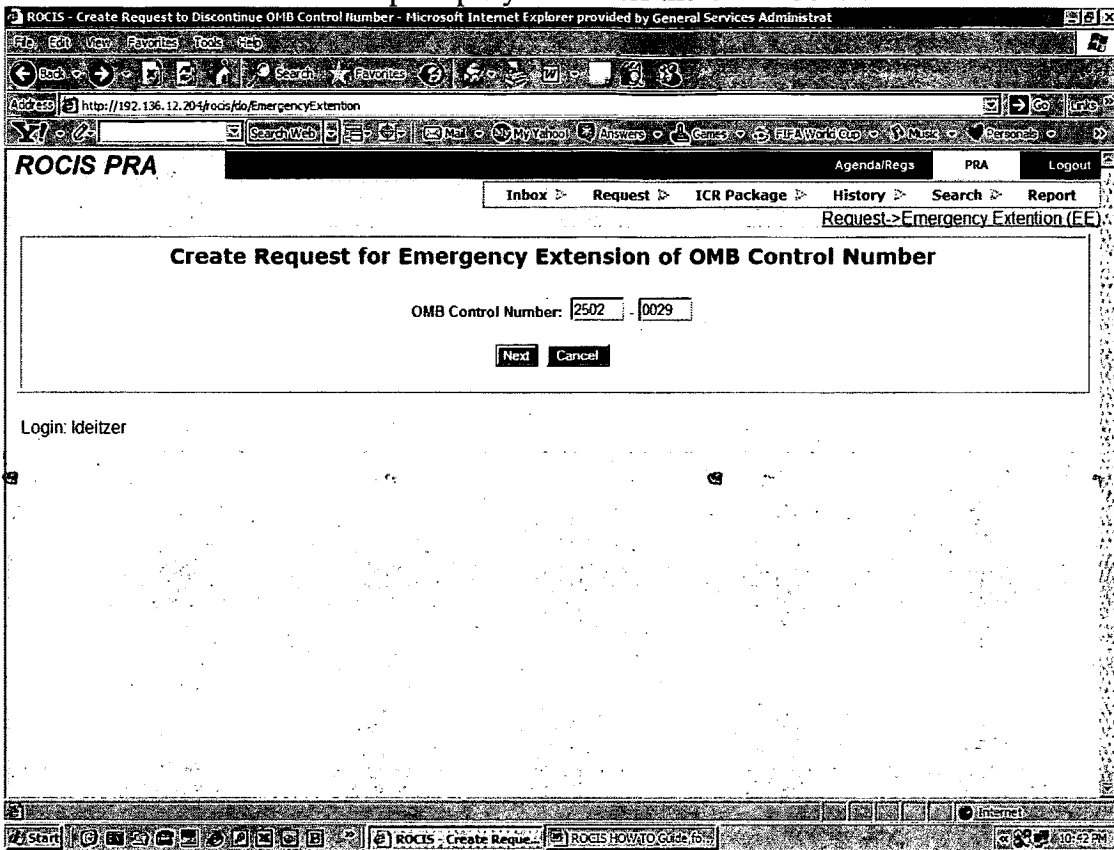 ROCIS - Create Request to Discontinue OMB Control Number - Microsoft Internet Explorer provided by General Services Administrat
File Edit View Favorites Tools Help
Back Search Favorites
Address http://192.136.12.204/rocis/do/EmergencyExtention Go Links
Search Web Mail My Yahoo! Answers Games FIFA World Cup Music Personals
ROCIS PRA Agenda/Regs PRA Logout
Inbox Request ICR Package History Search Report
Request->Emergency Extention (EE)
Create Request for Emergency Extension of OMB Control Number
OMB Control Number: 2502 - 0029
Next Cancel
Login: ldeitzer
Internet
Start ROCIS - Create Reque... ROCIS HOW TO Guide fo... 10:42 PM